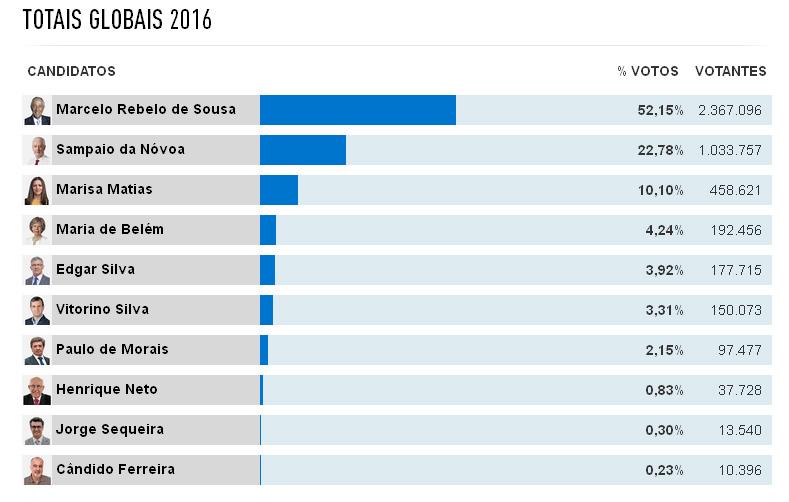 TOTAIS GLOBAIS 2016
CANDIDATOS % VOTOS VOTANTES
Marcelo Rebelo de Sousa 52,15% 2.367.096
Sampaio da Nóvoa 22,78% 1.033.757
Marisa Matias 10,10% 458.621
Maria de Belém 4,24% 192.456
Edgar Silva 3,92% 177.715
Vitorino Silva 3,31% 150.073
Paulo de Morais 2,15% 97.477
Henrique Neto 0,83% 37.728
Jorge Sequeira 0,30% 13.540
Cândido Ferreira 0,23% 10.396